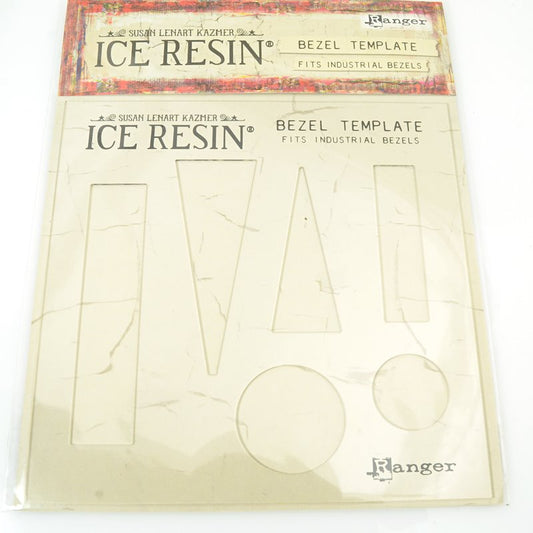 SUSAN LENART KAZMER
ICE RESIN®
BEZEL TEMPLATE
FITS INDUSTRIAL BEZELS
Ranger
SUSAN LENART KAZMER
ICE RESIN®
BEZEL TEMPLATE
FITS INDUSTRIAL BEZELS
Ranger